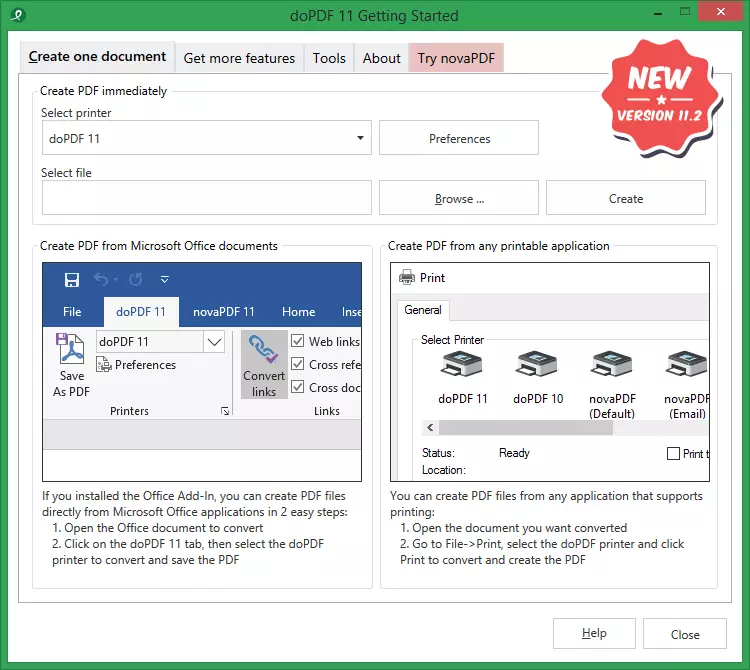 doPDF 11 Getting Started
Create one document
Get more features
Tools
About
Try novaPDF
NEW
VERSION 11.2
Create PDF immediately
Select printer
doPDF 11
Preferences
Select file
Browse ...
Create
Create PDF from Microsoft Office documents
File
doPDF 11
novaPDF 11
Home
Inse
doPDF 11
Preferences
Save
As PDF
Printers
Convert
links
Web links
Cross refe
Cross doc
Links
If you installed the Office Add-In, you can create PDF files
directly from Microsoft Office applications in 2 easy steps:
1. Open the Office document to convert
2. Click on the doPDF 11 tab, then select the doPDF
printer to convert and save the PDF
Create PDF from any printable application
Print
General
Select Printer
doPDF 11
doPDF 10
novaPDF
(Default)
novaPDF
(Email)
Status:
Ready
Print t
Location:
You can create PDF files from any application that supports
printing:
1. Open the document you want converted
2. Go to File->Print, select the doPDF printer and click
Print to convert and create the PDF
Help
Close